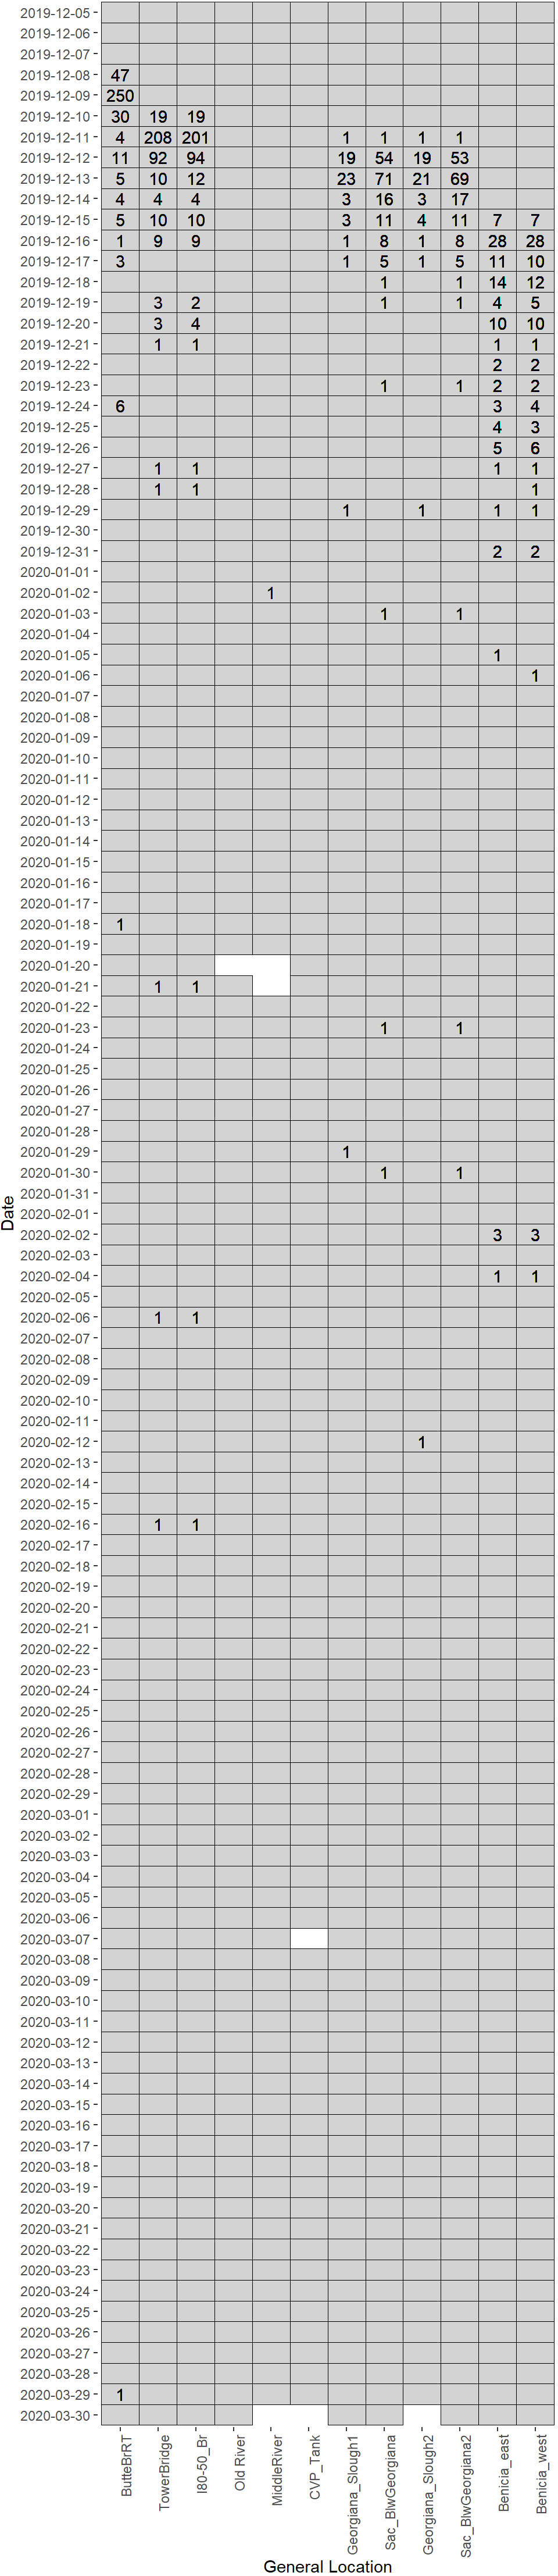 2019-12-05
2019-12-06
2019-12-07
2019-12-08 47
2019-12-09 250
2019-12-10 30 19 19
2019-12-11 4 208 201 1 1 1 1
2019-12-12 11 92 94 19 54 19 53
2019-12-13 5 10 12 23 71 21 69
2019-12-14 4 4 4 3 16 3 17
2019-12-15 5 10 10 3 11 4 11 7 7
2019-12-16 1 9 9 1 8 1 8 28 28
2019-12-17 3 1 5 1 5 11 10
2019-12-18 1 1 14 12
2019-12-19 3 2 1 1 4 5
2019-12-20 3 4 10 10
2019-12-21 1 1 1 1
2019-12-22 2 2
2019-12-23 1 1 2 2
2019-12-24 6 3 4
2019-12-25 4 3
2019-12-26 5 6
2019-12-27 1 1 1 1
2019-12-28 1 1 1
2019-12-29 1 1 1 1
2019-12-30
2019-12-31 2 2
2020-01-01
2020-01-02 1
2020-01-03 1 1
2020-01-04
2020-01-05 1
2020-01-06 1
2020-01-07
2020-01-08
2020-01-09
2020-01-10
2020-01-11
2020-01-12
2020-01-13
2020-01-14
2020-01-15
2020-01-16
2020-01-17
2020-01-18 1
2020-01-19
2020-01-20
2020-01-21 1 1
2020-01-22
2020-01-23 1 1
2020-01-24
2020-01-25
2020-01-26
2020-01-27
2020-01-28
2020-01-29 1
2020-01-30 1 1
2020-01-31
2020-02-01
Date
2020-02-02 3 3
2020-02-03
2020-02-04 1 1
2020-02-05
2020-02-06 1 1
2020-02-07
2020-02-08
2020-02-09
2020-02-10
2020-02-11
2020-02-12 1
2020-02-13
2020-02-14
2020-02-15
2020-02-16 1 1
2020-02-17
2020-02-18
2020-02-19
2020-02-20
2020-02-21
2020-02-22
2020-02-23
2020-02-24
2020-02-25
2020-02-26
2020-02-27
2020-02-28
2020-02-29
2020-03-01
2020-03-02
2020-03-03
2020-03-04
2020-03-05
2020-03-06
2020-03-07
2020-03-08
2020-03-09
2020-03-10
2020-03-11
2020-03-12
2020-03-13
2020-03-14
2020-03-15
2020-03-16
2020-03-17
2020-03-18
2020-03-19
2020-03-20
2020-03-21
2020-03-22
2020-03-23
2020-03-24
2020-03-25
2020-03-26
2020-03-27
2020-03-28
2020-03-29 1
2020-03-30
ButteBrRT
TowerBridge
I80-50_Br
Old River
MiddleRiver
CVP_Tank
Georgiana_Slough1
Sac_BlwGeorgiana
Georgiana_Slough2
Sac_BlwGeorgiana2
Benicia_east
Benicia_west
General Location